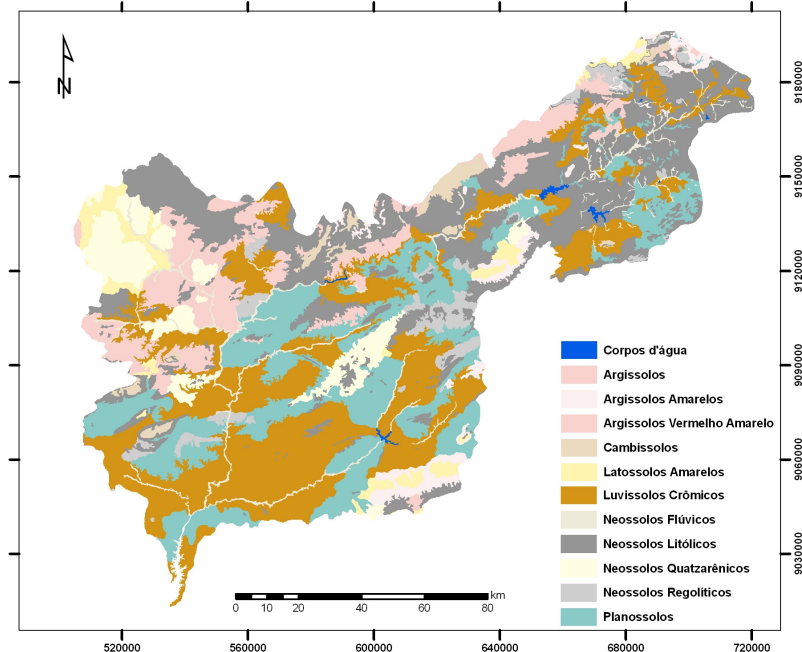 N
9180000
9150000
9120000
9090000
9060000
9030000
Corpos d'água
Argissolos
Argissolos Amarelos
Argissolos Vermelho Amarelo
Cambissolos
Latossolos Amarelos
Luvissolos Crômicos
Neossolos Flúvicos
Neossolos Litólicos
Neossolos Quatzarênicos
Neossolos Regolíticos
Planossolos
km
0 10 20 40 60 80
520000 560000 600000 640000 680000 720000